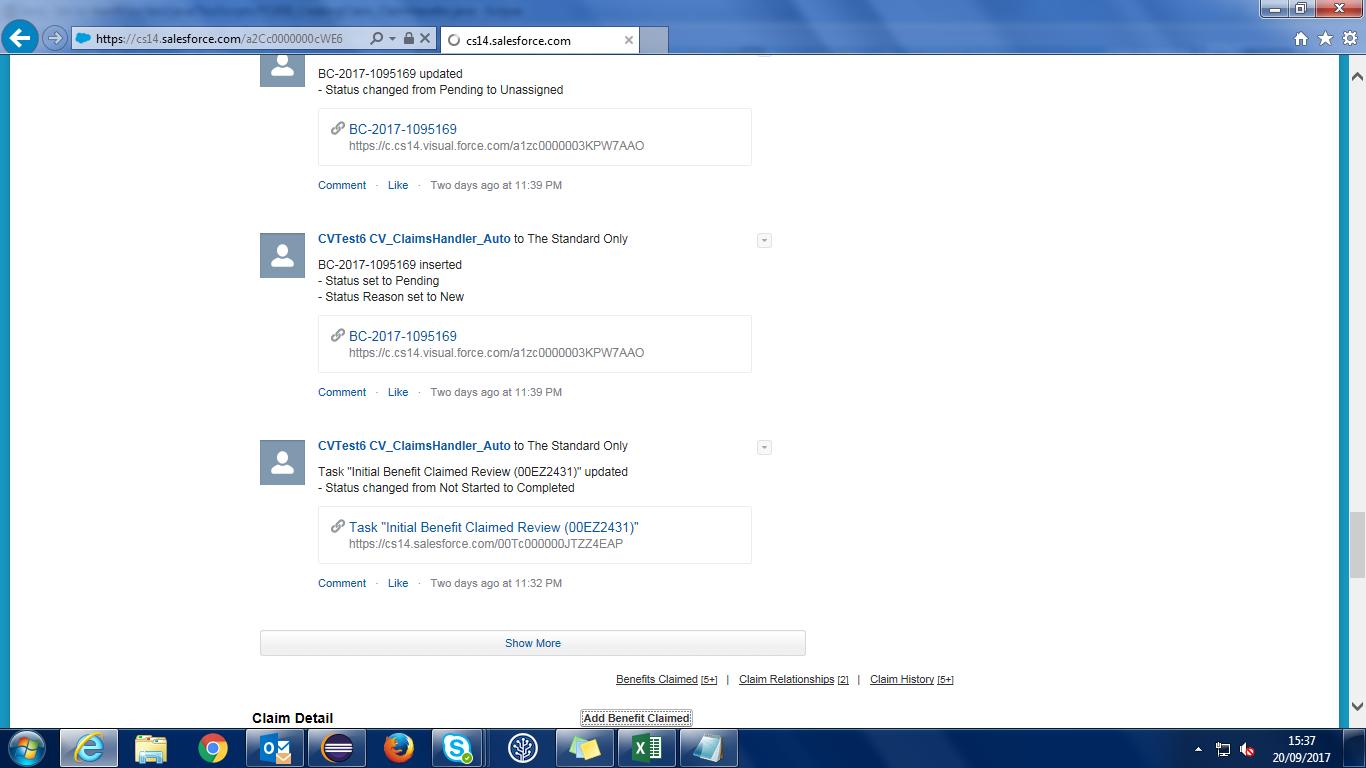 https://cs14.salesforce.com/a2Cc0000000cWE6
cs14.salesforce.com
BC-2017-1095169 updated
- Status changed from Pending to Unassigned
BC-2017-1095169
https://c.cs14.visual.force.com/a1zc0000003KPW7AAO
Comment · Like · Two days ago at 11:39 PM
CVTest6 CV_ClaimsHandler_Auto to The Standard Only
BC-2017-1095169 inserted
- Status set to Pending
- Status Reason set to New
BC-2017-1095169
https://c.cs14.visual.force.com/a1zc0000003KPW7AAO
Comment · Like · Two days ago at 11:39 PM
CVTest6 CV_ClaimsHandler_Auto to The Standard Only
Task "Initial Benefit Claimed Review (00EZ2431)" updated
- Status changed from Not Started to Completed
Task "Initial Benefit Claimed Review (00EZ2431)"
https://cs14.salesforce.com/00Tc000000JTZZ4EAP
Comment · Like · Two days ago at 11:32 PM
Show More
Benefits Claimed [5+] | Claim Relationships [2] | Claim History [5+]
Claim Detail
Add Benefit Claimed
15:37
20/09/2017